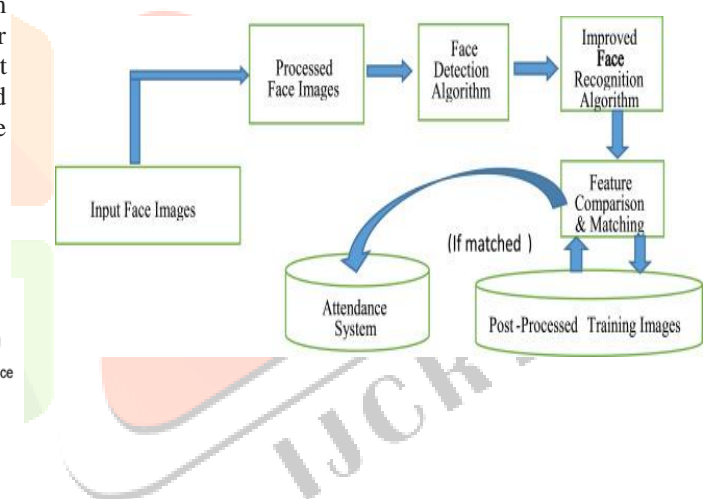 Input Face Images
Processed
Face Images
Face
Detection
Algorithm
Improved
Face
Recognition
Algorithm
Feature
Comparison
& Matching
(If matched )
Attendance
System
Post-Processed Training Images
IJCR